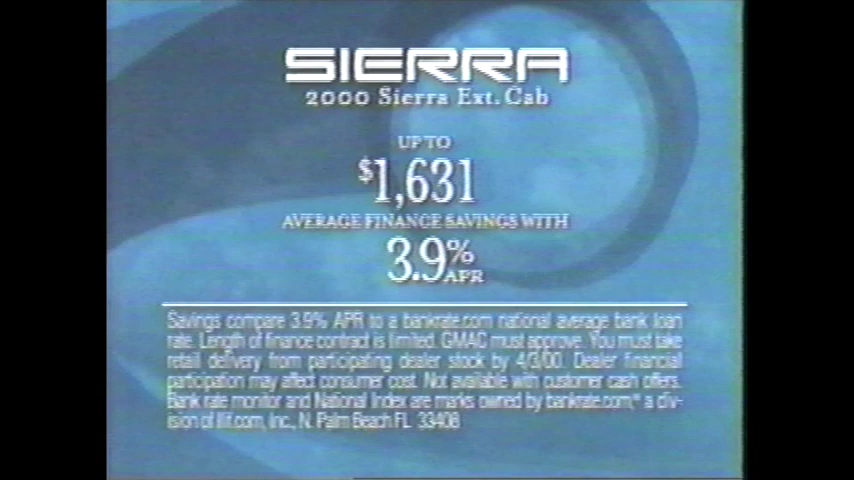 SIERRA
2000 Sierra Ext. Cab
UP TO
$1,631
AVERAGE FINANCE SAVINGS WITH
3.9% APR
Savings compare 3.9% APR to a bankrate.com national average bank loan
rate. Length of finance contract is limited. GMAC must approve. You must take
retail delivery from participating dealer stock by 4/3/00. Dealer financial
participation may affect consumer cost. Not available with customer cash offers.
Bank rate monitor and National Index are marks owned by bankrate.com,® a div-
ision of Ilif.com, Inc., N. Palm Beach FL 33408